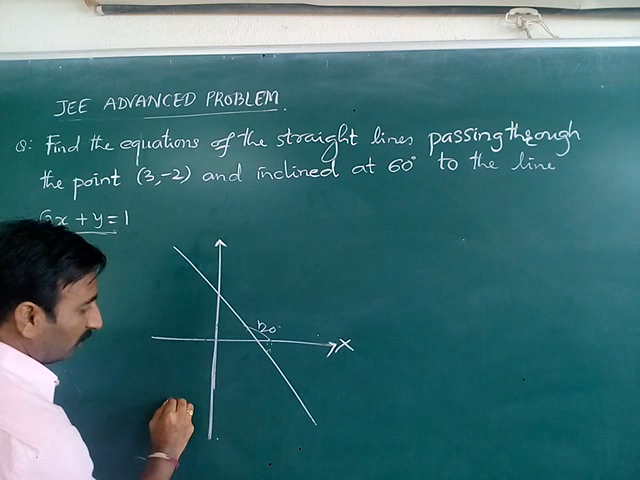 JEE ADVANCED PROBLEM.
Q: Find the equations of the straight lines passing through
the point (3,-2) and inclined at 60° to the line
x + y = 1
120°
X